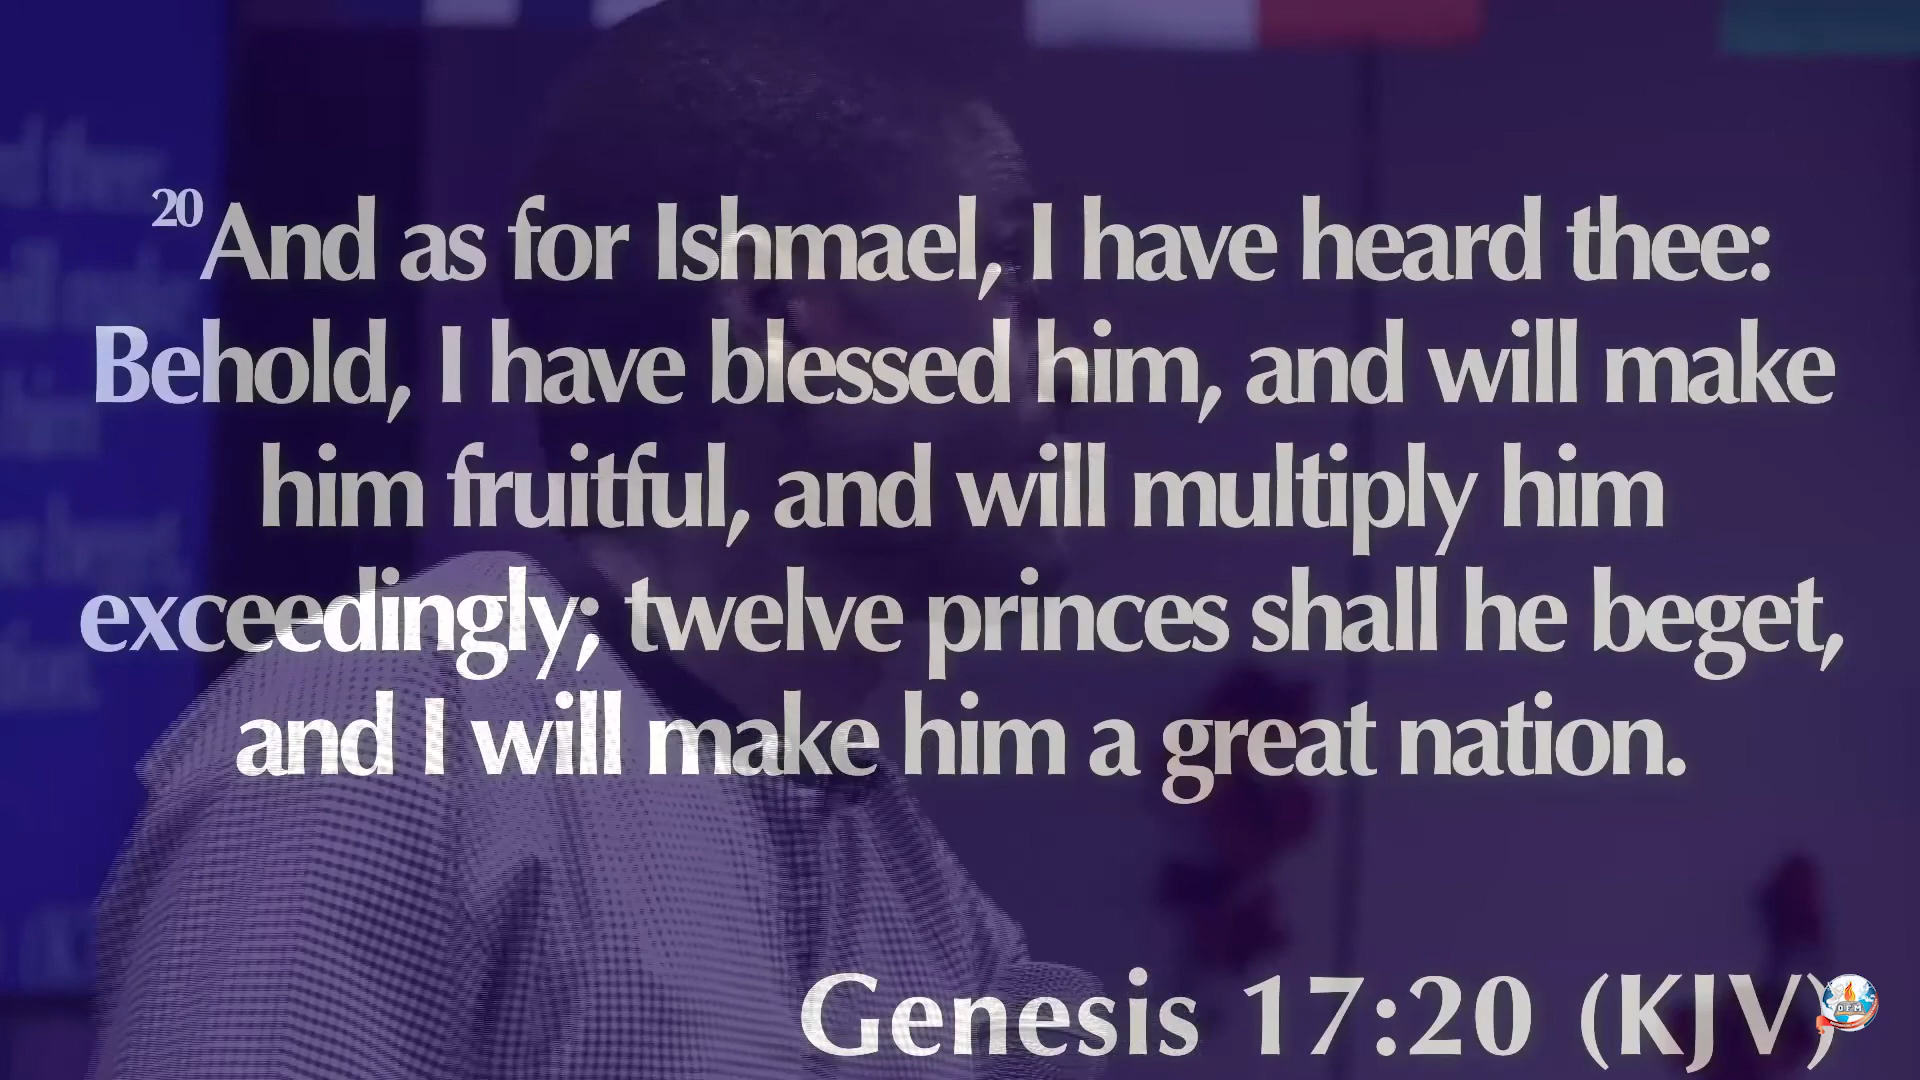 20And as for Ishmael, I have heard thee:
Behold, I have blessed him, and will make
him fruitful, and will multiply him
exceedingly; twelve princes shall he beget,
and I will make him a great nation.
Genesis 17:20 (KJV)